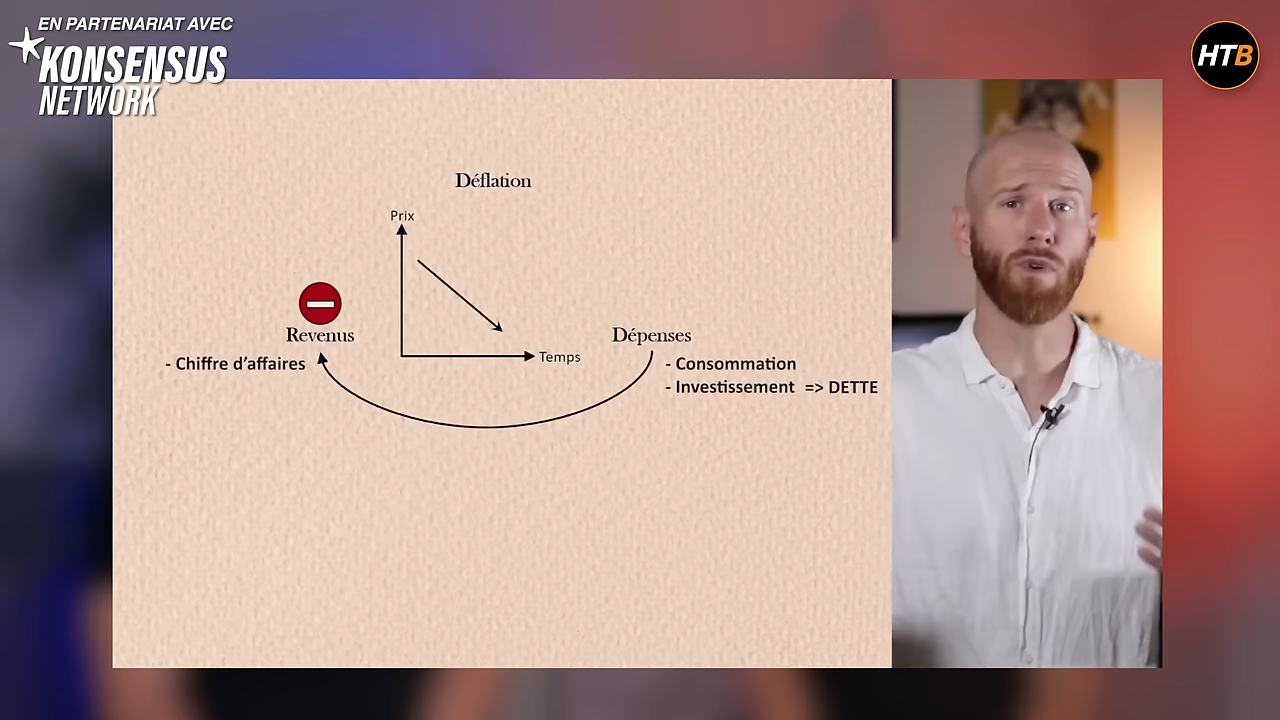 EN PARTENARIAT AVEC
KONSENSUS
NETWORK
HTB
Déflation
Prix
Revenus
Temps
Dépenses
- Chiffre d’affaires
- Consommation
- Investissement => DETTE